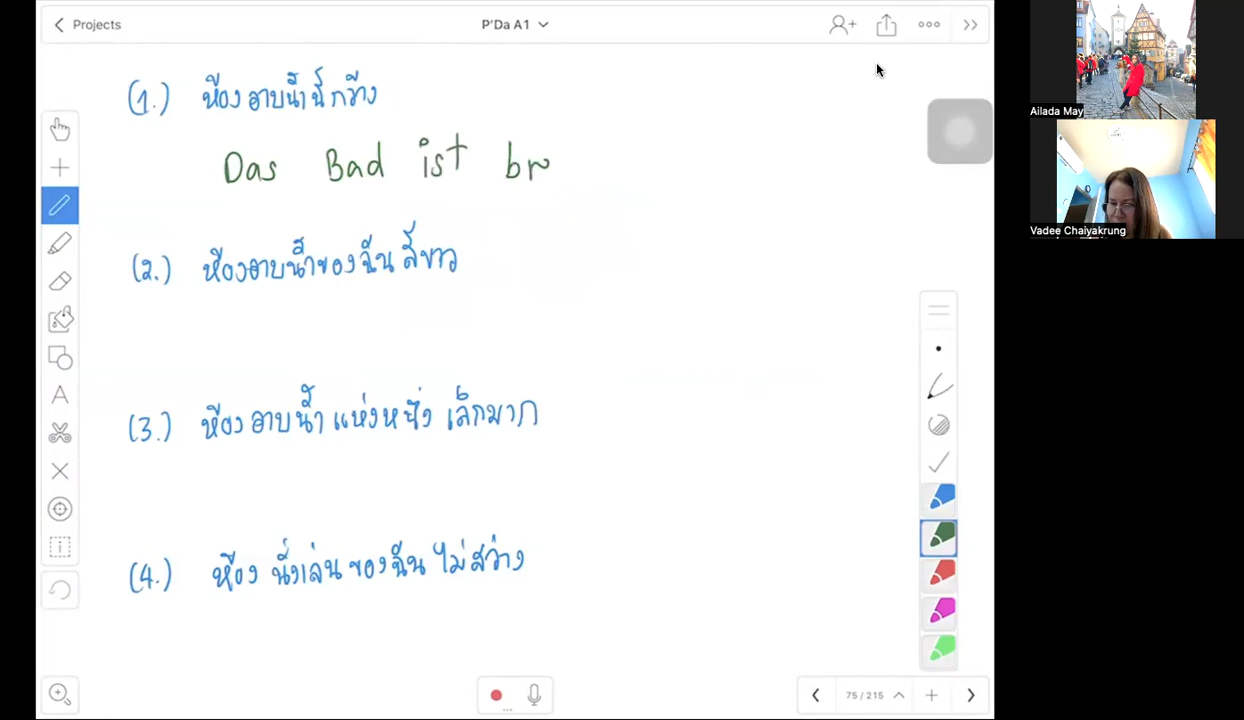 Projects
P'Da A1
(1.) ห้องอาบน้ำนี้กว้าง
Das Bad ist br
(2.) ห้องอาบน้ำของฉันสีขาว
(3.) ห้องอาบน้ำแห่งหนึ่งเล็กมาก
(4.) ห้องนั่งเล่นของฉันไม่สว่าง
75 / 215
Ailada May
Vadee Chaiyakrung